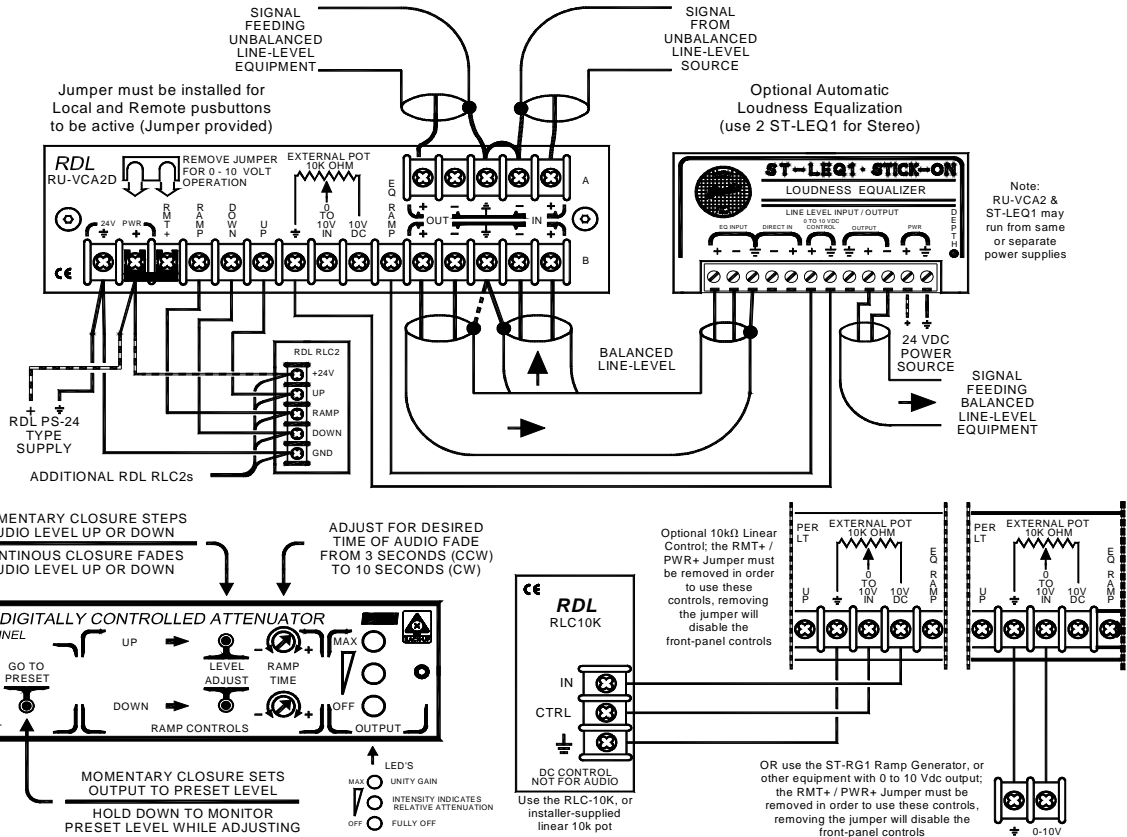 SIGNAL
FEEDING
UNBALANCED
LINE-LEVEL
EQUIPMENT
SIGNAL
FROM
UNBALANCED
LINE-LEVEL
SOURCE
Jumper must be installed for
Local and Remote pushbuttons
to be active (Jumper provided)
Optional Automatic
Loudness Equalization
(use 2 ST-LEQ1 for Stereo)
RDL
RU-VCA2D
REMOVE JUMPER
FOR 0 - 10 VOLT
OPERATION
EXTERNAL POT
10K OHM
24V PWR
+
RMT+
RAMP
DOWN
UP
0
TO
10V
IN
10V
DC
EQ RAMP
+ - - +
OUT IN
+ - - +
A
B
CE
ST-LEQ1 · STICK-ON
LOUDNESS EQUALIZER
LINE LEVEL INPUT / OUTPUT
EQ INPUT
DIRECT IN
0 TO 10 VDC
CONTROL
OUTPUT
PWR
DEPTH
+ - - + + + - +
Note:
RU-VCA2 &
ST-LEQ1 may
run from same
or separate
power supplies
RDL RLC2
+24V
UP
RAMP
DOWN
GND
+
RDL PS-24
TYPE
SUPPLY
ADDITIONAL RDL RLC2s
BALANCED
LINE-LEVEL
+
24 VDC
POWER
SOURCE
SIGNAL
FEEDING
BALANCED
LINE-LEVEL
EQUIPMENT
MENTARY CLOSURE STEPS
UDIO LEVEL UP OR DOWN
NTINOUS CLOSURE FADES
UDIO LEVEL UP OR DOWN
ADJUST FOR DESIRED
TIME OF AUDIO FADE
FROM 3 SECONDS (CCW)
TO 10 SECONDS (CW)
DIGITALLY CONTROLLED ATTENUATOR
NNEL
GO TO
PRESET
UP
DOWN
LEVEL
ADJUST
- +
RAMP
TIME
- +
RAMP CONTROLS
MAX
OFF
OUTPUT
MOMENTARY CLOSURE SETS
OUTPUT TO PRESET LEVEL
HOLD DOWN TO MONITOR
PRESET LEVEL WHILE ADJUSTING
LED'S
MAX UNITY GAIN
INTENSITY INDICATES
RELATIVE ATTENUATION
OFF FULLY OFF
CE
RDL
RLC10K
IN
CTRL
DC CONTROL
NOT FOR AUDIO
Use the RLC-10K, or
installer-supplied
linear 10k pot
Optional 10kΩ Linear
Control; the RMT+ /
PWR+ Jumper must
be removed in order
to use these
controls, removing
the jumper will
disable the
front-panel controls
PER
LT
EXTERNAL POT
10K OHM
UP
0
TO
10V
IN
10V
DC
EQ RAMP
PER
LT
EXTERNAL POT
10K OHM
UP
0
TO
10V
IN
10V
DC
EQ RAMP
OR use the ST-RG1 Ramp Generator, or
other equipment with 0 to 10 Vdc output;
the RMT+ / PWR+ Jumper must be
removed in order to use these controls,
removing the jumper will disable the
front-panel controls
0-10V